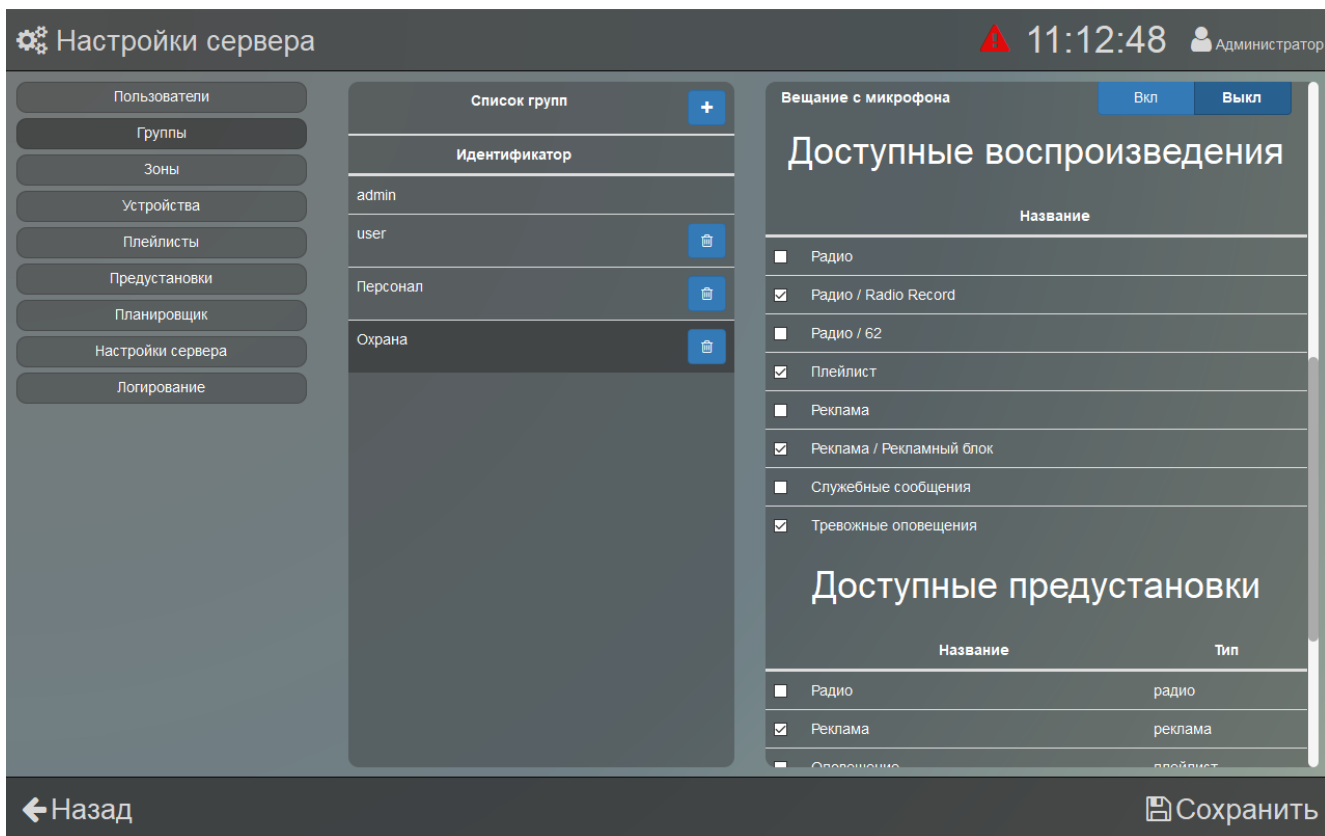 Настройки сервера
11:12:48
Администратор
Пользователи
Группы
Зоны
Устройства
Плейлисты
Предустановки
Планировщик
Настройки сервера
Логирование
Список групп
+
Идентификатор
admin
user
Персонал
Охрана
Вещание с микрофона
Вкл
Выкл
Доступные воспроизведения
Название
Радио
Радио / Radio Record
Радио / 62
Плейлист
Реклама
Реклама / Рекламный блок
Служебные сообщения
Тревожные оповещения
Доступные предустановки
Название Тип
Радио радио
Реклама реклама
Оповещение плейлист
Назад
Сохранить